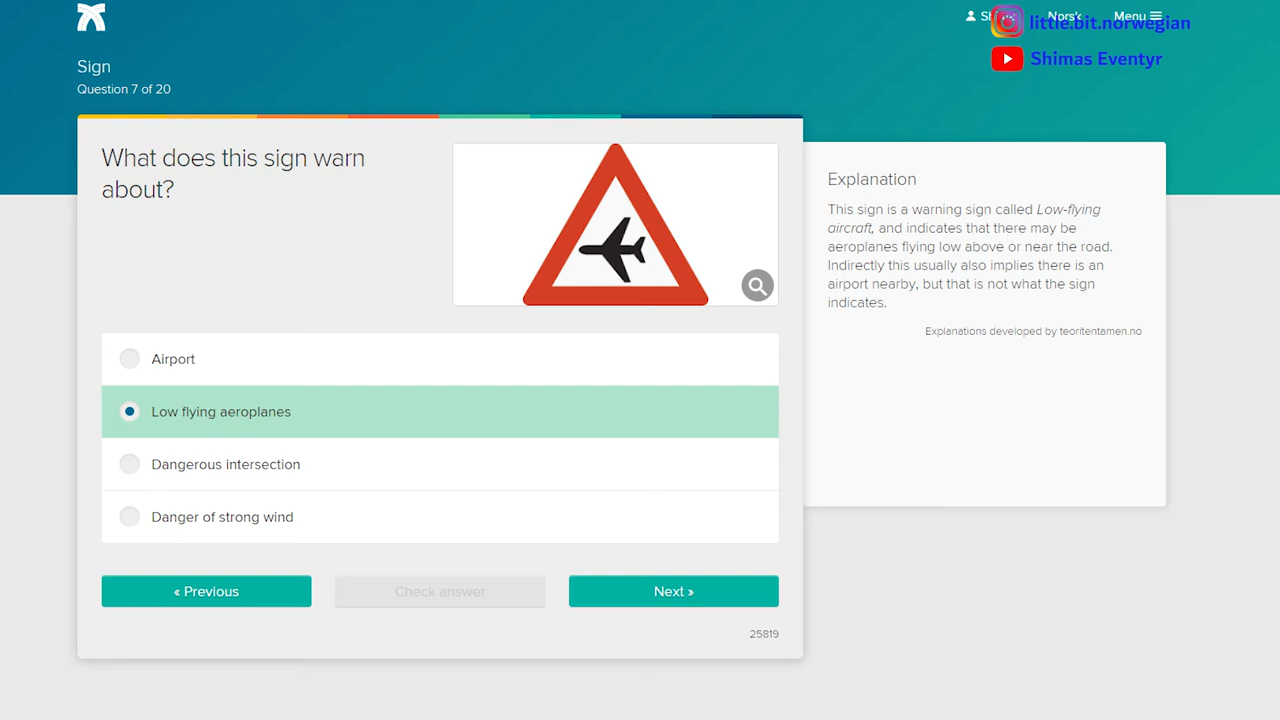 Norsk
Menu
little.bit.norwegian
Shimas Eventyr
Sign
Question 7 of 20
What does this sign warn
about?
Airport
Low flying aeroplanes
Dangerous intersection
Danger of strong wind
« Previous
Check answer
Next »
25819
Explanation
This sign is a warning sign called Low-flying
aircraft, and indicates that there may be
aeroplanes flying low above or near the road.
Indirectly this usually also implies there is an
airport nearby, but that is not what the sign
indicates.
Explanations developed by teoritentamen.no